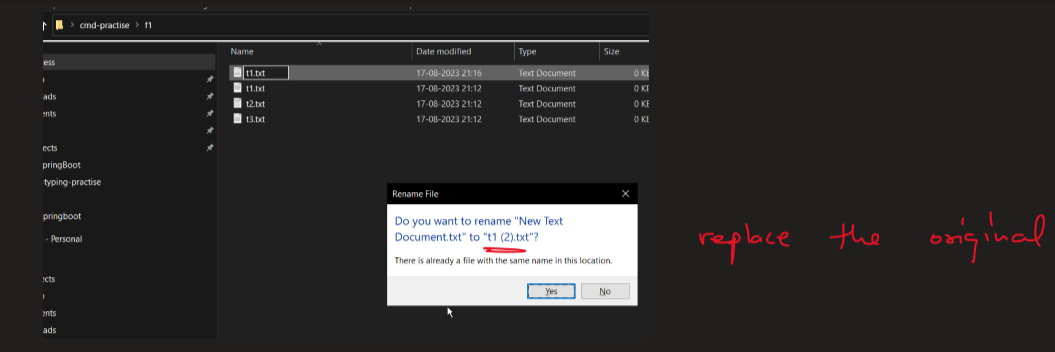 cmd-practise > f1
Name Date modified Type Size
ess
t1.txt 17-08-2023 21:16 Text Document 0 KB
t1.txt 17-08-2023 21:12 Text Document 0 KB
ads
t2.txt 17-08-2023 21:12 Text Document 0 KB
ents
t3.txt 17-08-2023 21:12 Text Document 0 KB
ects
pringBoot
typing-practise
pringboot
- Personal
ects
ents
ads
Rename File
Do you want to rename "New Text
Document.txt" to "t1 (2).txt"?
There is already a file with the same name in this location.
Yes No
replace the original